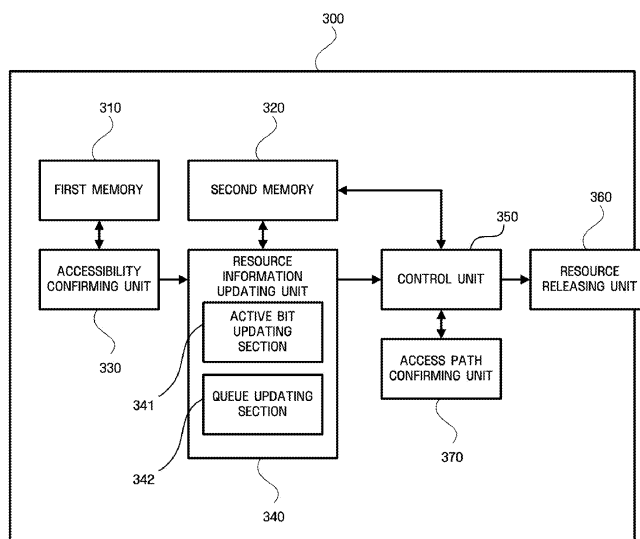 300
310
320
FIRST MEMORY
SECOND MEMORY
350
360
ACCESSIBILITY
CONFIRMING UNIT
RESOURCE
INFORMATION
UPDATING UNIT
CONTROL UNIT
RESOURCE
RELEASING UNIT
ACTIVE BIT
UPDATING
SECTION
330
341
ACCESS PATH
CONFIRMING UNIT
QUEUE UPDATING
SECTION
370
342
340